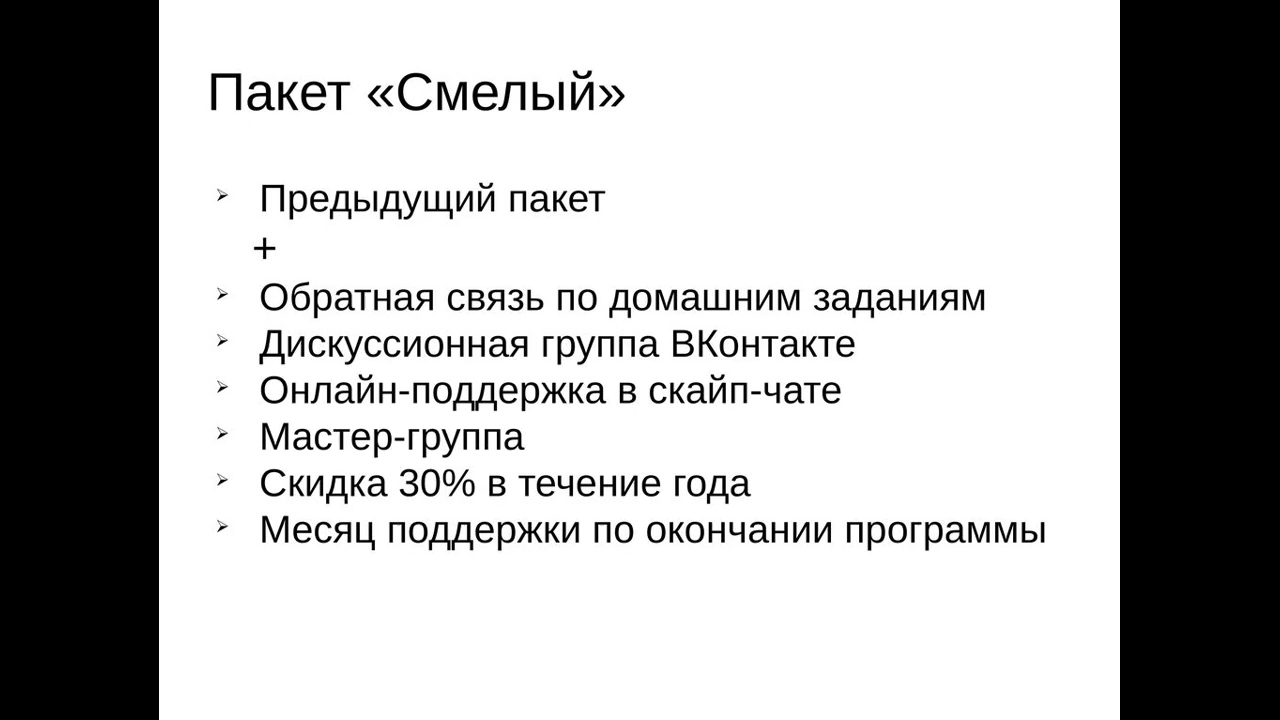 Пакет «Смелый»
Предыдущий пакет
+
Обратная связь по домашним заданиям
Дискуссионная группа ВКонтакте
Онлайн-поддержка в скайп-чате
Мастер-группа
Скидка 30% в течение года
Месяц поддержки по окончании программы